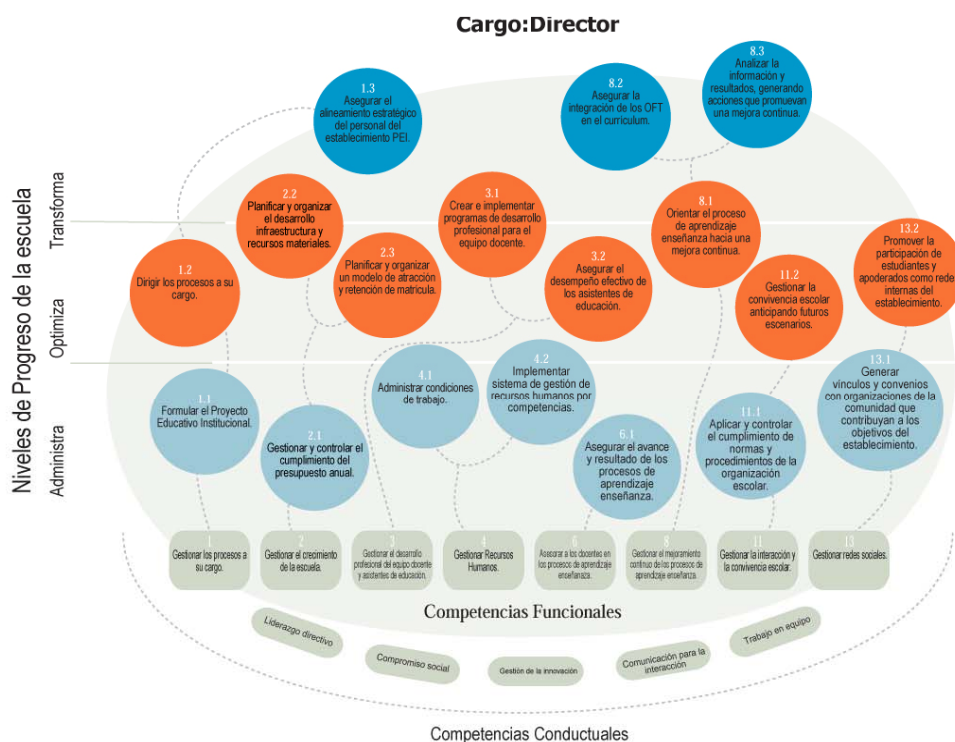 Cargo:Director
8.3
Analizar la
información y
resultados, generando
acciones que
promuevan
una mejora continua.
8.2
Asegurar la
integración de los OFT
en el curriculum.
1.3
Asegurar el
alineamiento estratégico
del personal del
establecimiento PEI.
Niveles de Progreso de la escuela
Transforma
Optimiza
Administra
2.2
Planificar y organizar
el desarrollo
infraestructura y
recursos materiales.
3.1
Crear e implementar
programas de desarrollo
profesional para el
equipo docente.
8.1
Orientar el proceso
de aprendizaje
enseñanza hacia una
mejora continua.
13.2
Promover la
participación de
estudiantes y
apoderados como rede
internas del
establecimiento.
1.2
Dirigir los procesos a su
cargo.
2.3
Planificar y organizar
un modelo de atracción
y retención de matrícula.
3.2
Asegurar el
desempeño efectivo de
los asistentes de
educación.
11.2
Gestionar la
convivencia escolar
anticipando futuros
escenarios.
4.1
Administrar condiciones
de trabajo.
4.2
Implementar
sistema de gestión de
recursos humanos por
competencias.
13.1
Generar
vínculos y convenios
con organizaciones de la
comunidad que
contribuyan a los
objetivos del
establecimiento.
1.1
Formular el Proyecto
Educativo Institucional.
2.1
Gestionar y controlar el
cumplimiento del
presupuesto anual.
6.1
Asegurar el avance
y resultado de los
procesos de
aprendizaje
enseñanza.
11.1
Aplicar y controlar
el cumplimiento de
normas y
procedimientos de la
organización
escolar.
1
Gestionar los procesos a
su cargo.
2
Gestionar el crecimiento
de la escuela.
3
Gestionar el desarrollo
profesional del equipo docente
y asistentes de educación.
4
Gestionar Recursos
Humanos.
6
Asesorar a los docentes en
los procesos de aprendizaje
enseñanza.
8
Gestionar el mejoramiento
continuo de los procesos de
aprendizaje enseñanza.
11
Gestionar la interacción y
la convivencia escolar.
13
Gestionar redes sociales.
Competencias Funcionales
Liderazgo directivo
Compromiso social
Gestión de la innovación
Comunicación para la
interacción
Trabajo en equipo
Competencias Conductuales